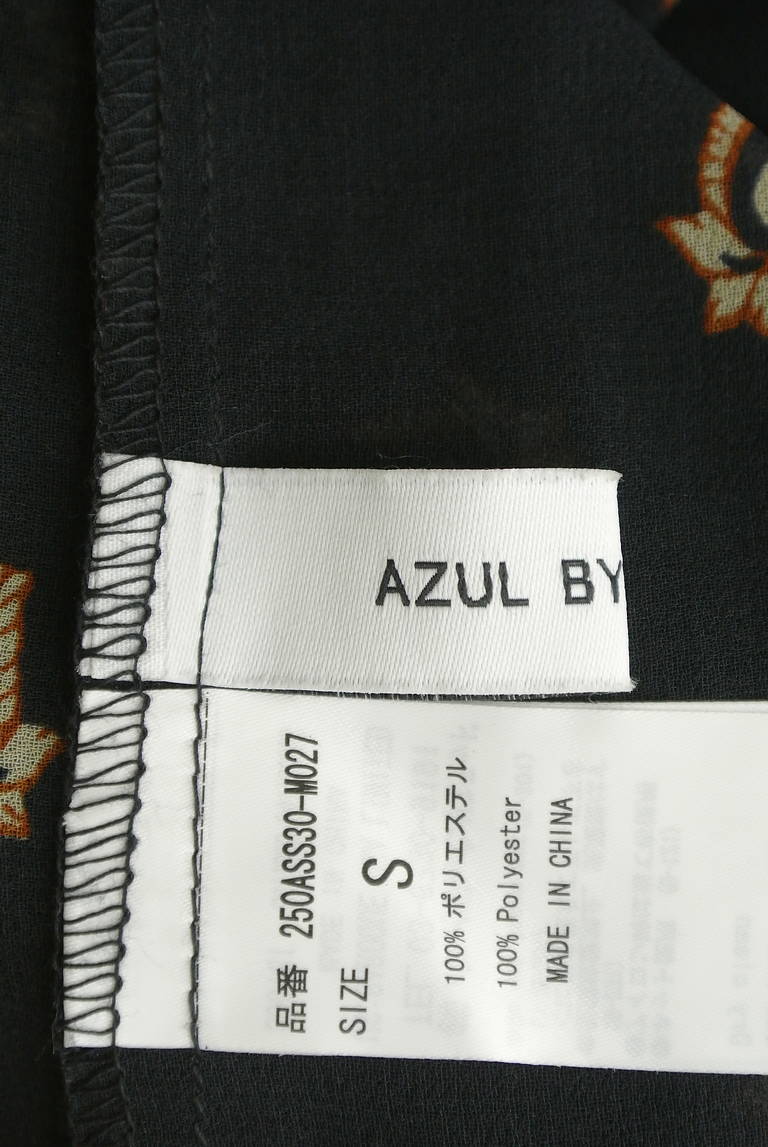 AZUL BY
品番 250ASS30-M027
SIZE S
100% ポリエステル
100% Polyester
MADE IN CHINA